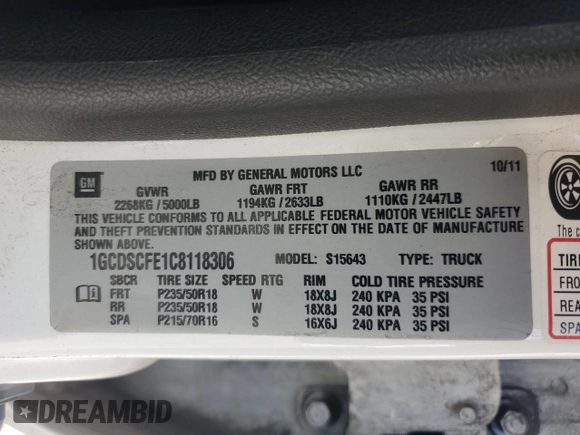 GM
MFD BY GENERAL MOTORS LLC 10/11
GVWR GAWR FRT GAWR RR
2268KG / 5000LB 1194KG / 2633LB 1110KG / 2447LB
THIS VEHICLE CONFORMS TO ALL APPLICABLE FEDERAL MOTOR VEHICLE SAFETY
AND THEFT PREVENTION STANDARDS IN EFFECT ON THE DATE OF MANUFACTURE
SHOWN ABOVE.
1GCDSCFE1C8118306 MODEL: S15643 TYPE: TRUCK
SBCR TIRE SIZE SPEED RTG RIM COLD TIRE PRESSURE
FRT P235/50R18 W 18X8J 240 KPA 35 PSI
RR P235/50R18 W 18X8J 240 KPA 35 PSI
SPA P215/70R16 S 16X6J 240 KPA 35 PSI
The c
TIR
FRO
REA
SPA
DREAMBID